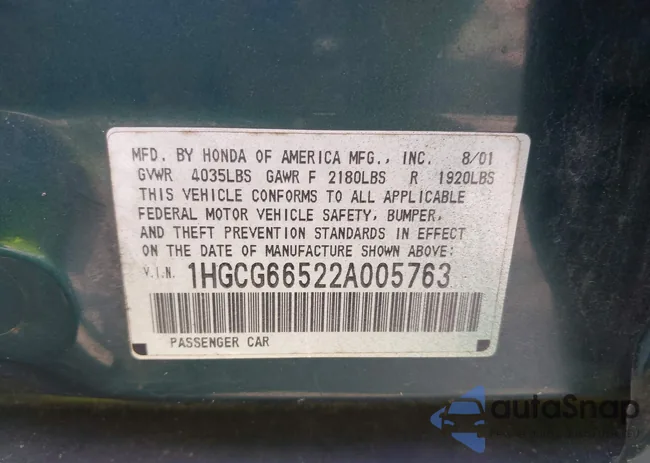 MFD. BY HONDA OF AMERICA MFG., INC. 8/01
GVWR 4035LBS GAWR F 2180LBS R 1920LBS
THIS VEHICLE CONFORMS TO ALL APPLICABLE
FEDERAL MOTOR VEHICLE SAFETY, BUMPER,
AND THEFT PREVENTION STANDARDS IN EFFECT
ON THE DATE OF MANUFACTURE SHOWN ABOVE:
V.I.N. 1HGCG66522A005763
PASSENGER CAR
autoSnap